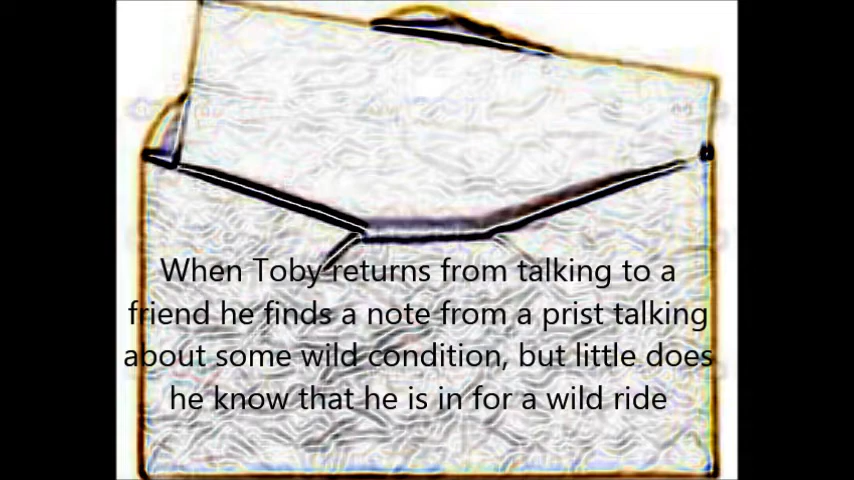 When Toby returns from talking to a
friend he finds a note from a prist talking
about some wild condition, but little does
he know that he is in for a wild ride